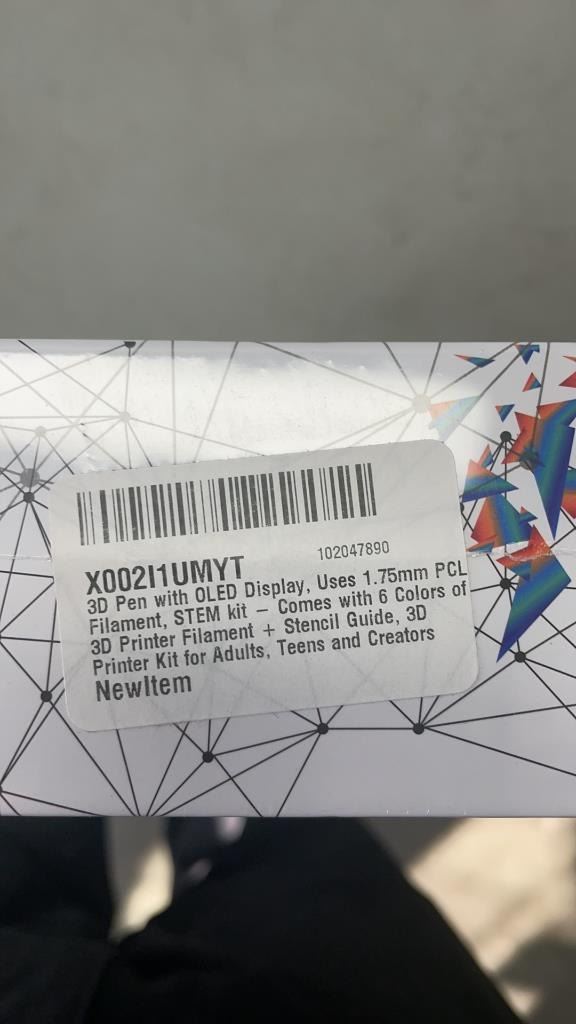 102047890
X002I1UMYT
3D Pen with OLED Display, Uses 1.75mm PCL
Filament, STEM kit – Comes with 6 Colors of
3D Printer Filament + Stencil Guide, 3D
Printer Kit for Adults, Teens and Creators
NewItem